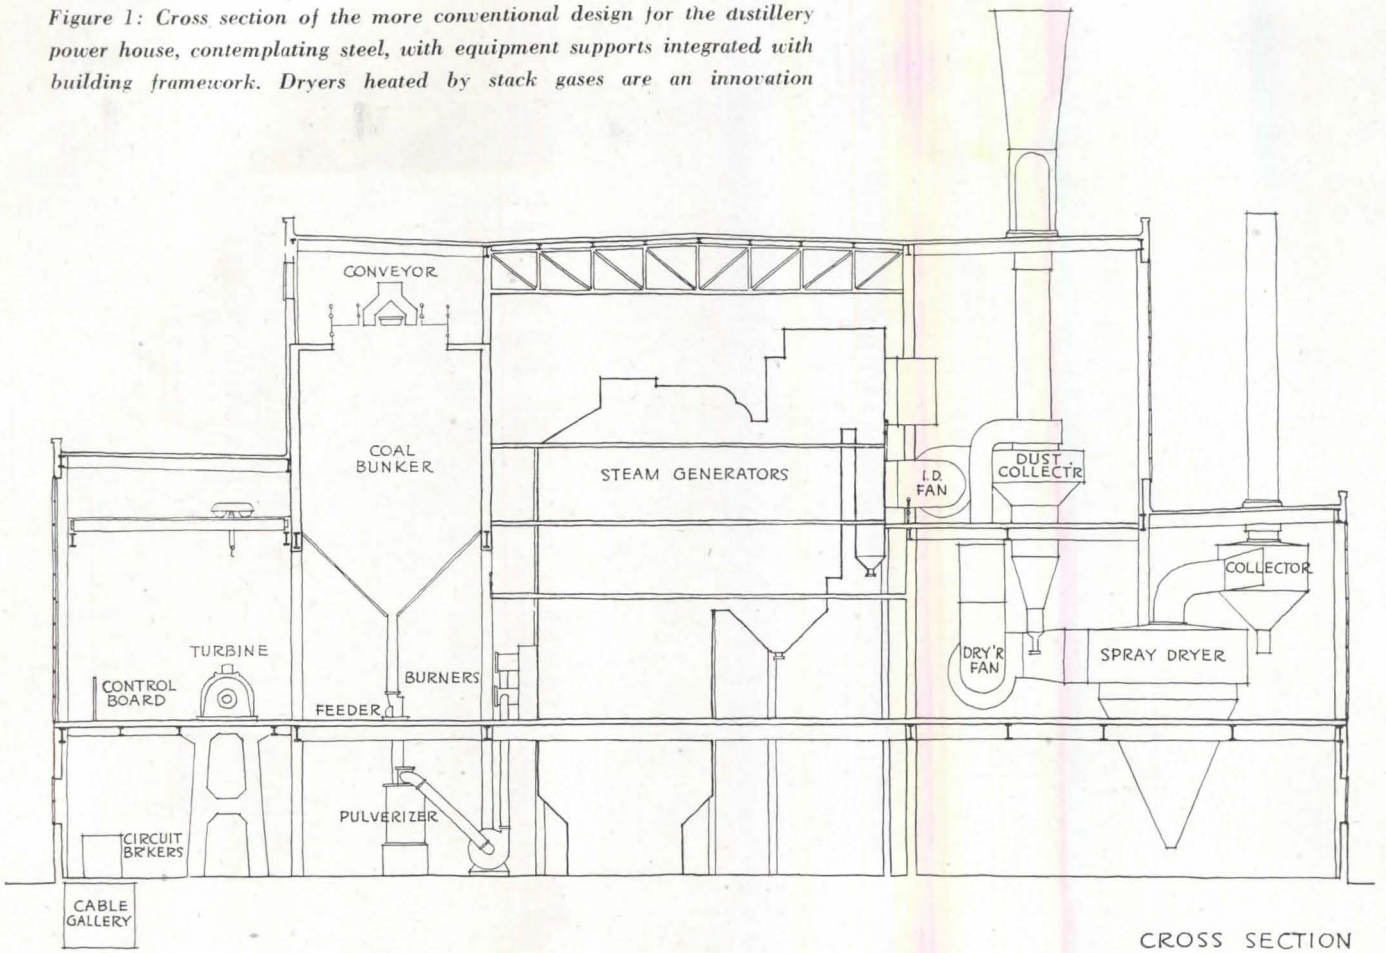 Figure 1: Cross section of the more conventional design for the distillery
power house, contemplating steel, with equipment supports integrated with
building framework. Dryers heated by stack gases are an innovation
CONVEYOR
COAL
BUNKER
STEAM GENERATORS
I.D.
FAN
DUST
COLLECT'R
COLLECTOR
TURBINE
CONTROL
BOARD
BURNERS
FEEDER
DRY'R
FAN
SPRAY DRYER
PULVERIZER
CIRCUIT
BR'KERS
CABLE
GALLERY
CROSS SECTION